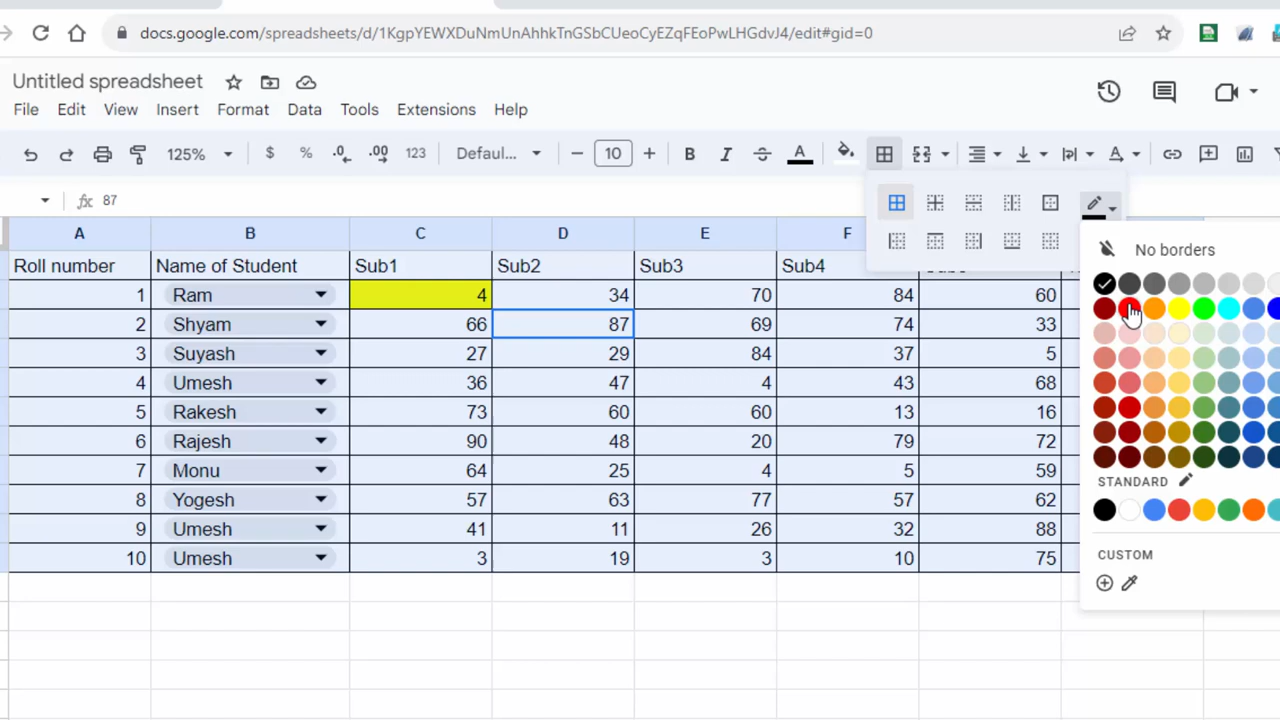 docs.google.com/spreadsheets/d/1KgpYEWXDuNmUnAhhkTnGSbCUeoCyEZqFEoPwLHGdvJ4/edit#gid=0
Untitled spreadsheet
File Edit View Insert Format Data Tools Extensions Help
125% $ % .0 .00 123 Defaul... − 10 + B I S A
fx 87
A B C D E F
Roll number Name of Student Sub1 Sub2 Sub3 Sub4
1 Ram 4 34 70 84 60
2 Shyam 66 87 69 74 33
3 Suyash 27 29 84 37 5
4 Umesh 36 47 4 43 68
5 Rakesh 73 60 60 13 16
6 Rajesh 90 48 20 79 72
7 Monu 64 25 4 5 59
8 Yogesh 57 63 77 57 62
9 Umesh 41 11 26 32 88
10 Umesh 3 19 3 10 75
No borders
STANDARD
CUSTOM